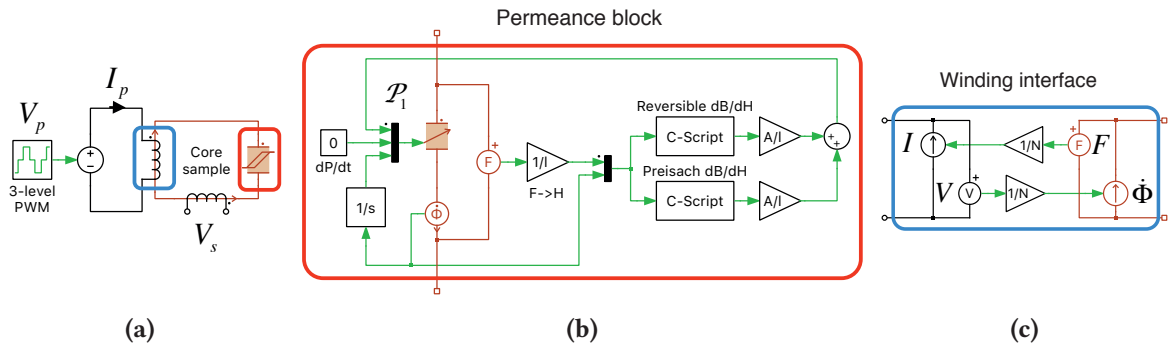 Permeance block
Winding interface
I_p
V_p
3-level
PWM
Core
sample
V_s
(a)
𝒫_1
0
dP/dt
1/s
Φ̇
F
1/l
F->H
Reversible dB/dH
C-Script
A/l
Preisach dB/dH
C-Script
A/l
(b)
I
1/N
F
F
V
V
1/N
Φ̇
(c)